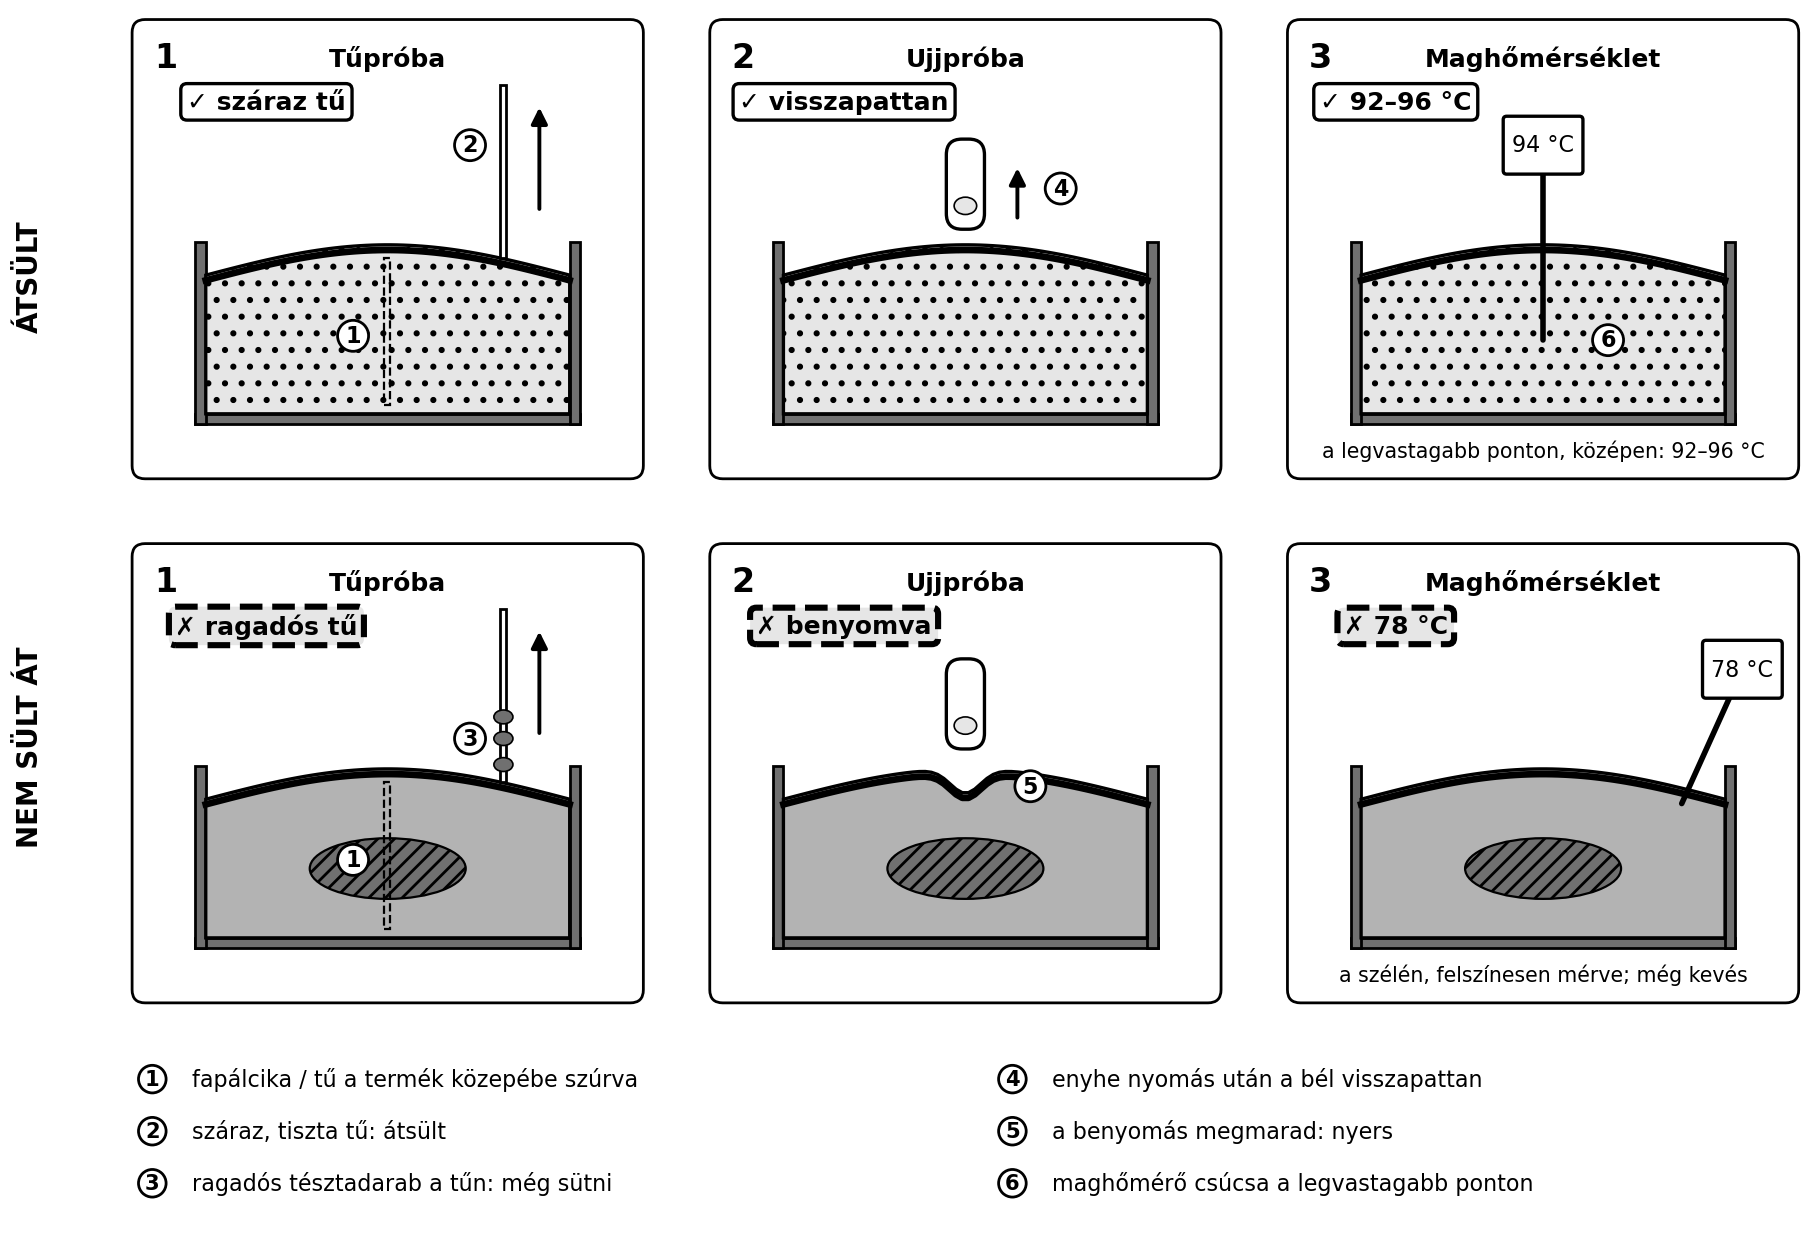 ÁTSÜLT
1 Tűpróba
✓ száraz tű
2
1
2 Ujjpróba
✓ visszapattan
4
3 Maghőmérséklet
✓ 92–96 °C
94 °C
6
a legvastagabb ponton, középen: 92–96 °C
NEM SÜLT ÁT
1 Tűpróba
✗ ragadós tű
3
1
2 Ujjpróba
✗ benyomva
5
3 Maghőmérséklet
✗ 78 °C
78 °C
a szélén, felszínesen mérve; még kevés
1 fapálcika / tű a termék közepébe szúrva
2 száraz, tiszta tű: átsült
3 ragadós tésztadarab a tűn: még sütni
4 enyhe nyomás után a bél visszapattan
5 a benyomás megmarad: nyers
6 maghőmérő csúcsa a legvastagabb ponton